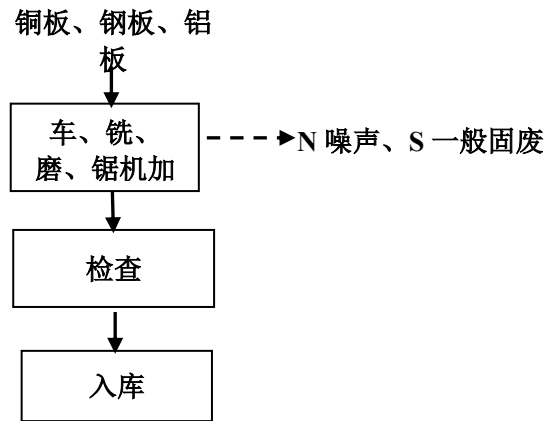 铜板、钢板、铝
板
车、铣、
磨、锯机加
N 噪声、S 一般固废
检查
入库